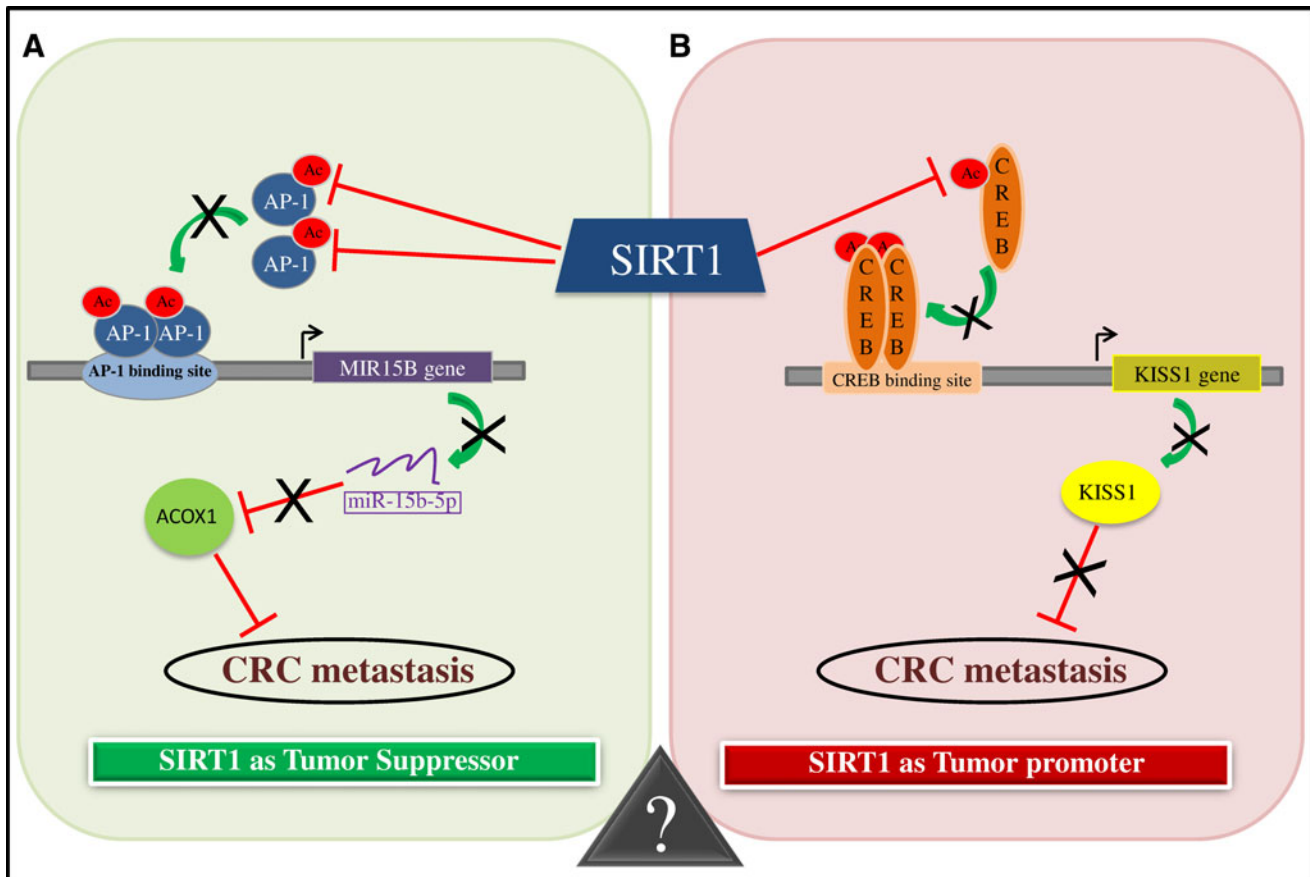 A
B
Ac
AP-1
Ac
AP-1
SIRT1
Ac
C
R
E
B
Ac
Ac
AP-1
AP-1
AP-1 binding site
MIR15B gene
A
Ac
C
R
E
B
C
R
E
B
CREB binding site
KISS1 gene
miR-15b-5p
ACOX1
KISS1
CRC metastasis
CRC metastasis
SIRT1 as Tumor Suppressor
SIRT1 as Tumor promoter
?